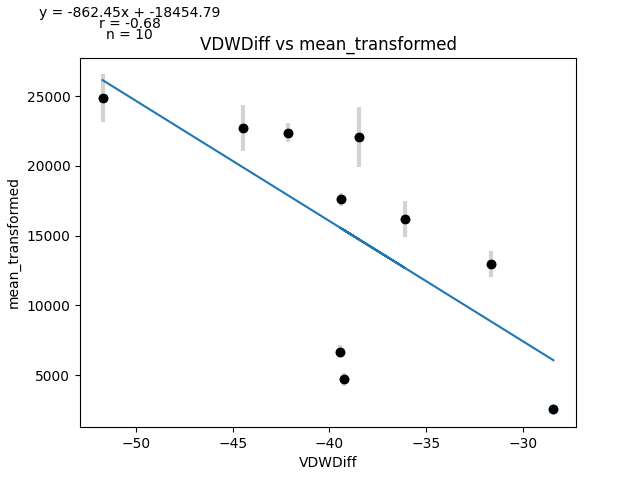 y = -862.45x + -18454.79
r = -0.68
n = 10
VDWDiff vs mean_transformed
25000
20000
15000
10000
5000
mean_transformed
−50
−45
−40
−35
−30
VDWDiff